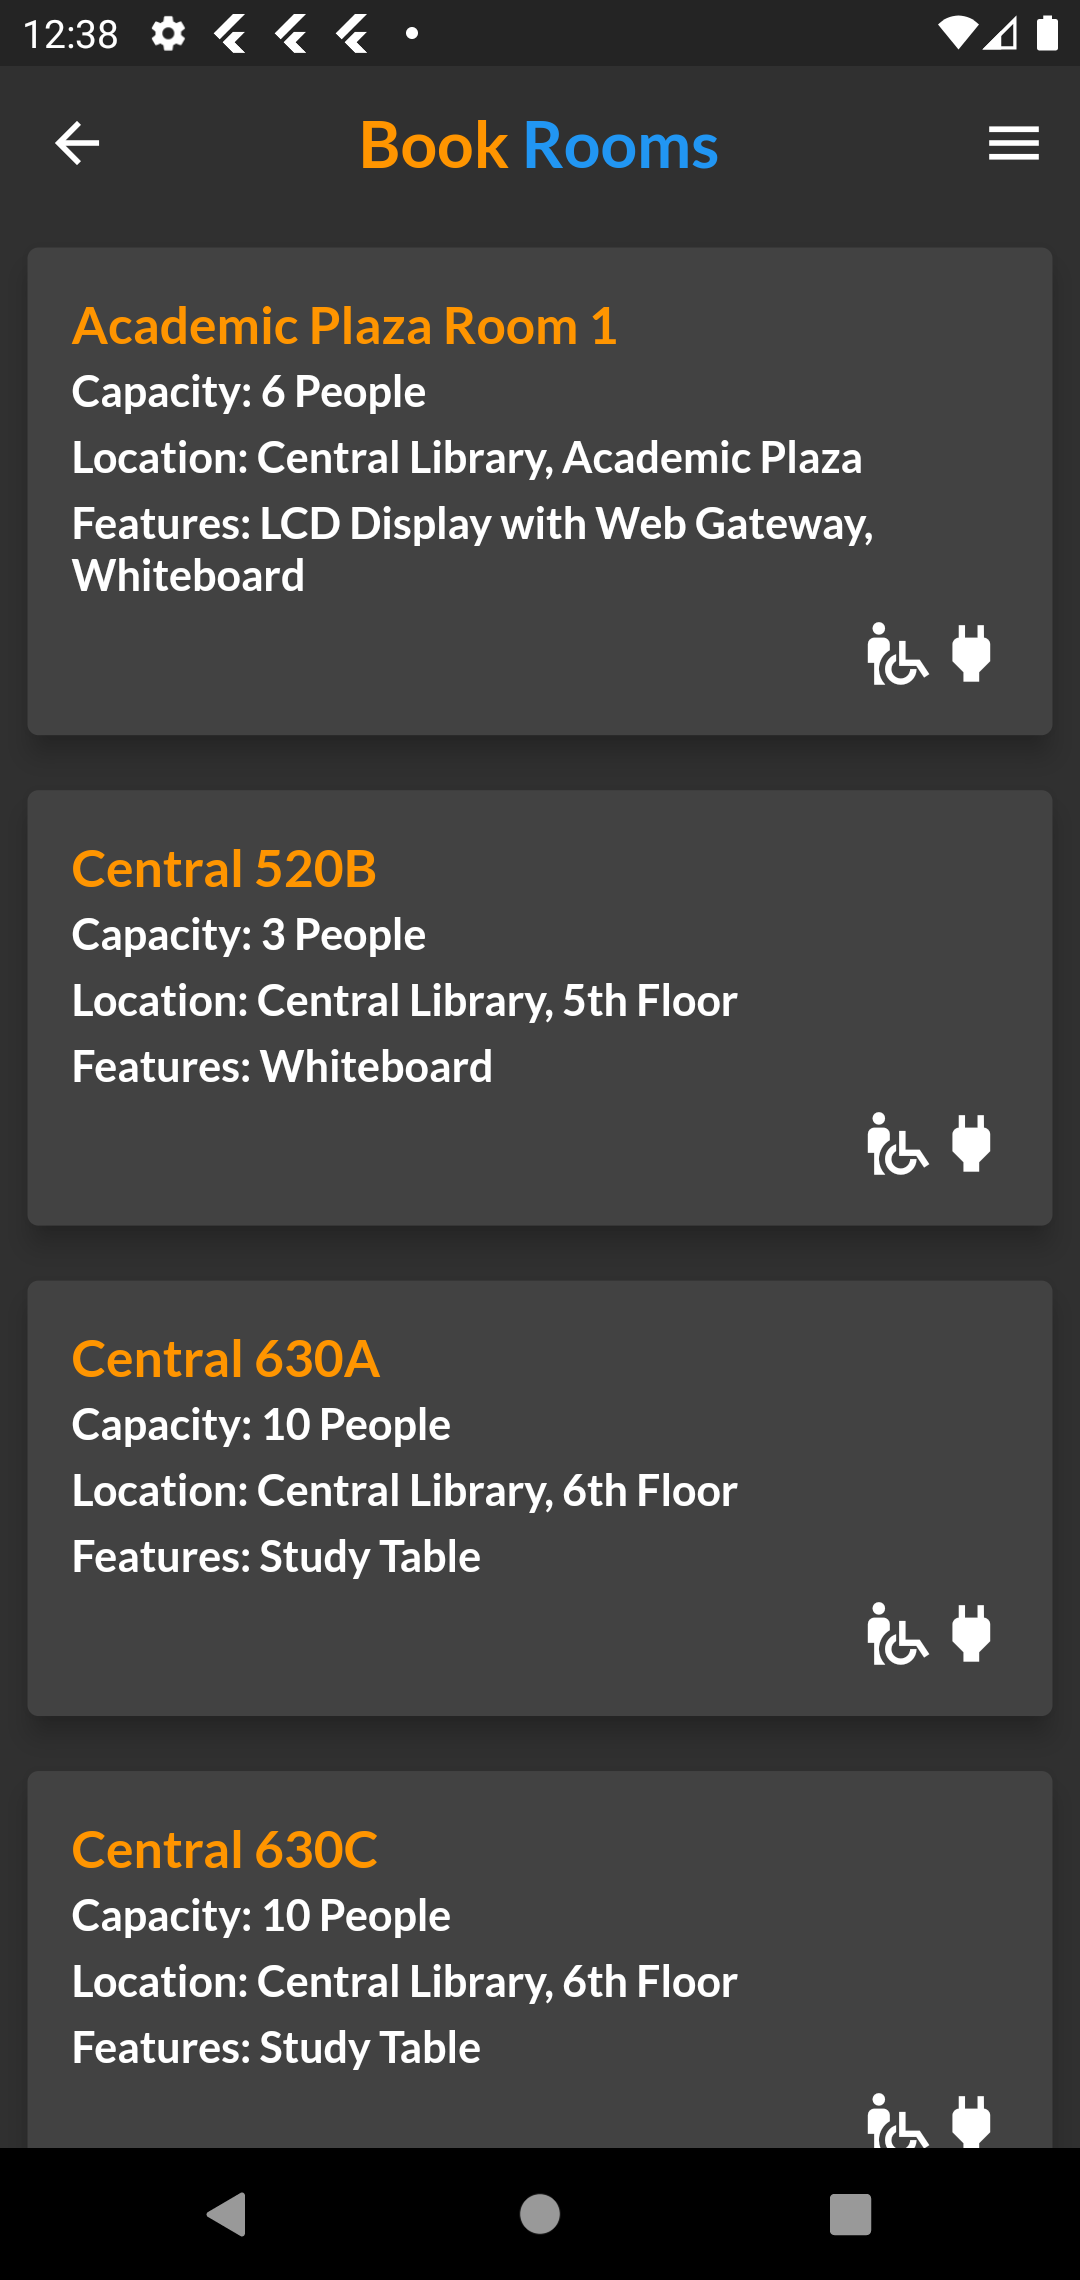 12:38
Book Rooms
Academic Plaza Room 1
Capacity: 6 People
Location: Central Library, Academic Plaza
Features: LCD Display with Web Gateway,
Whiteboard
Central 520B
Capacity: 3 People
Location: Central Library, 5th Floor
Features: Whiteboard
Central 630A
Capacity: 10 People
Location: Central Library, 6th Floor
Features: Study Table
Central 630C
Capacity: 10 People
Location: Central Library, 6th Floor
Features: Study Table